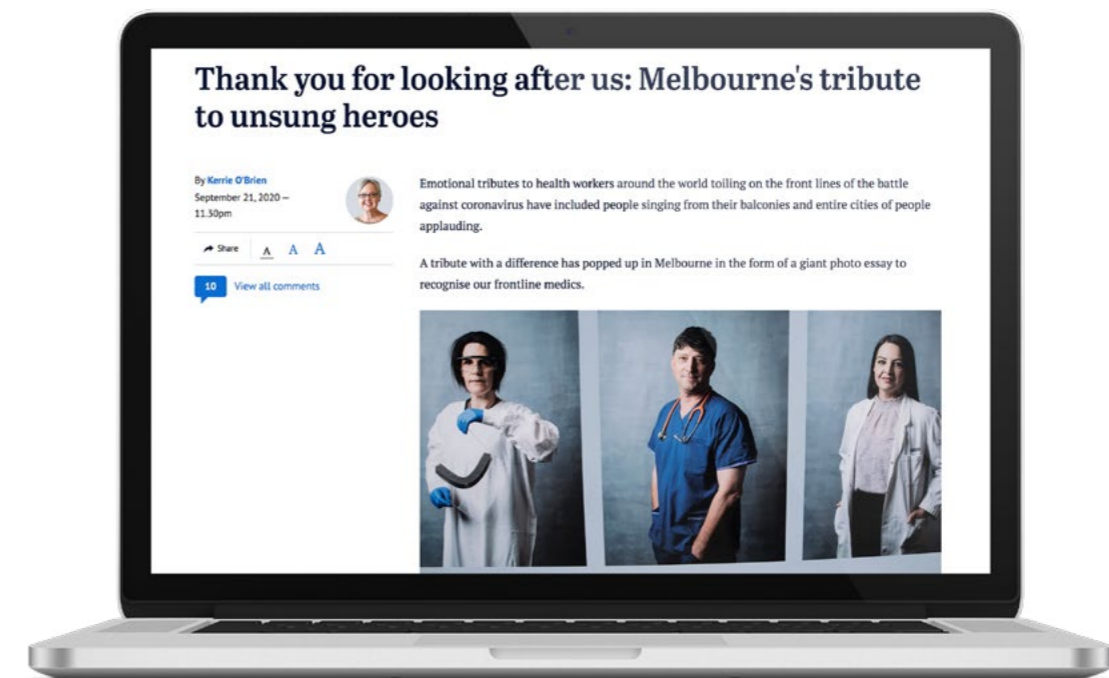 Thank you for looking after us: Melbourne's tribute
to unsung heroes
By Kerrie O'Brien
September 21, 2020 –
11.30pm
Share A A A
10 View all comments
Emotional tributes to health workers around the world toiling on the front lines of the battle
against coronavirus have included people singing from their balconies and entire cities of people
applauding.
A tribute with a difference has popped up in Melbourne in the form of a giant photo essay to
recognise our frontline medics.